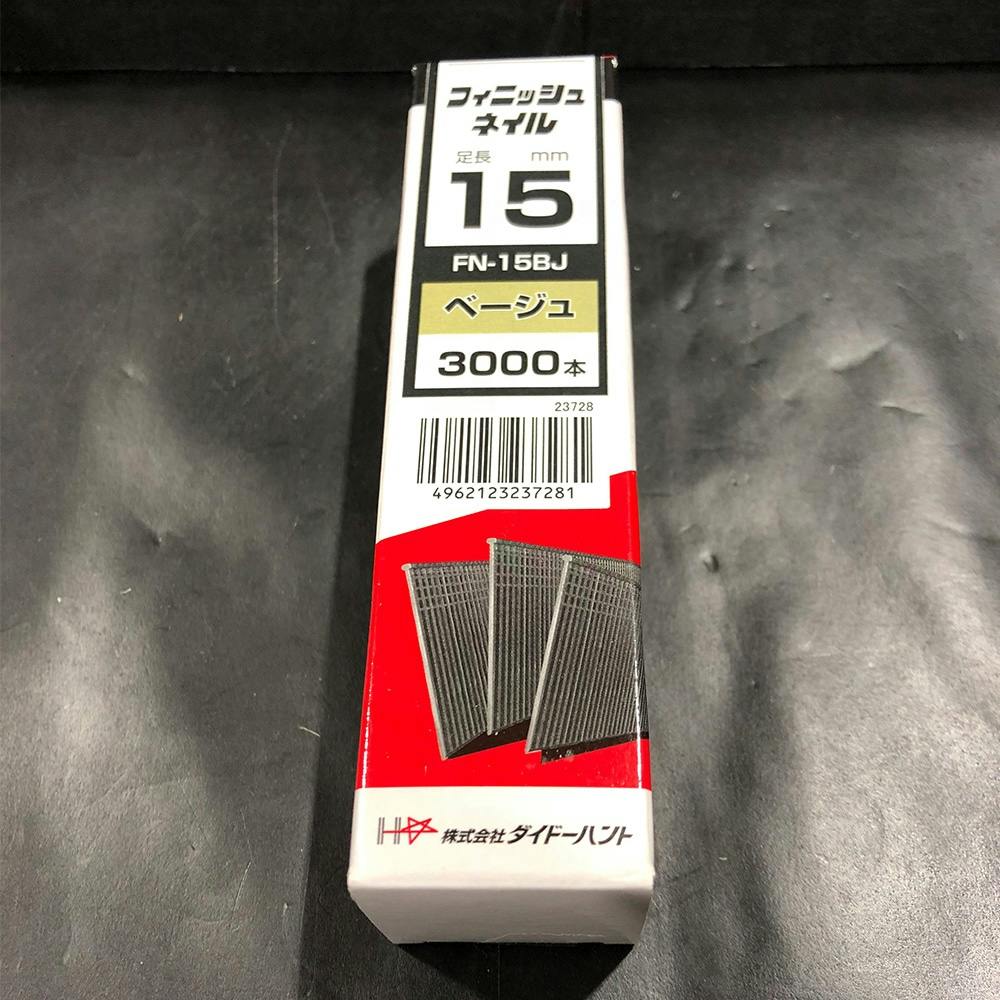 フィニッシュ
ネイル
足長 mm
15
FN-15BJ
ベージュ
3000本
23728
4962123237281
株式会社ダイドーハント